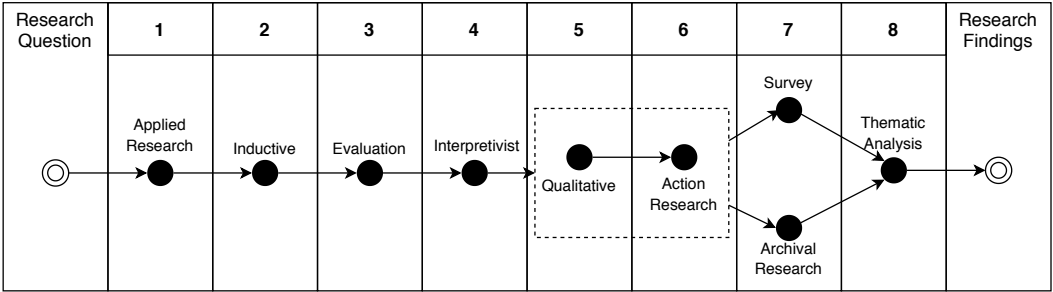 Research
Question
1
2
3
4
5
6
7
8
Research
Findings
Applied
Research
Inductive
Evaluation
Interpretivist
Qualitative
Action
Research
Survey
Archival
Research
Thematic
Analysis